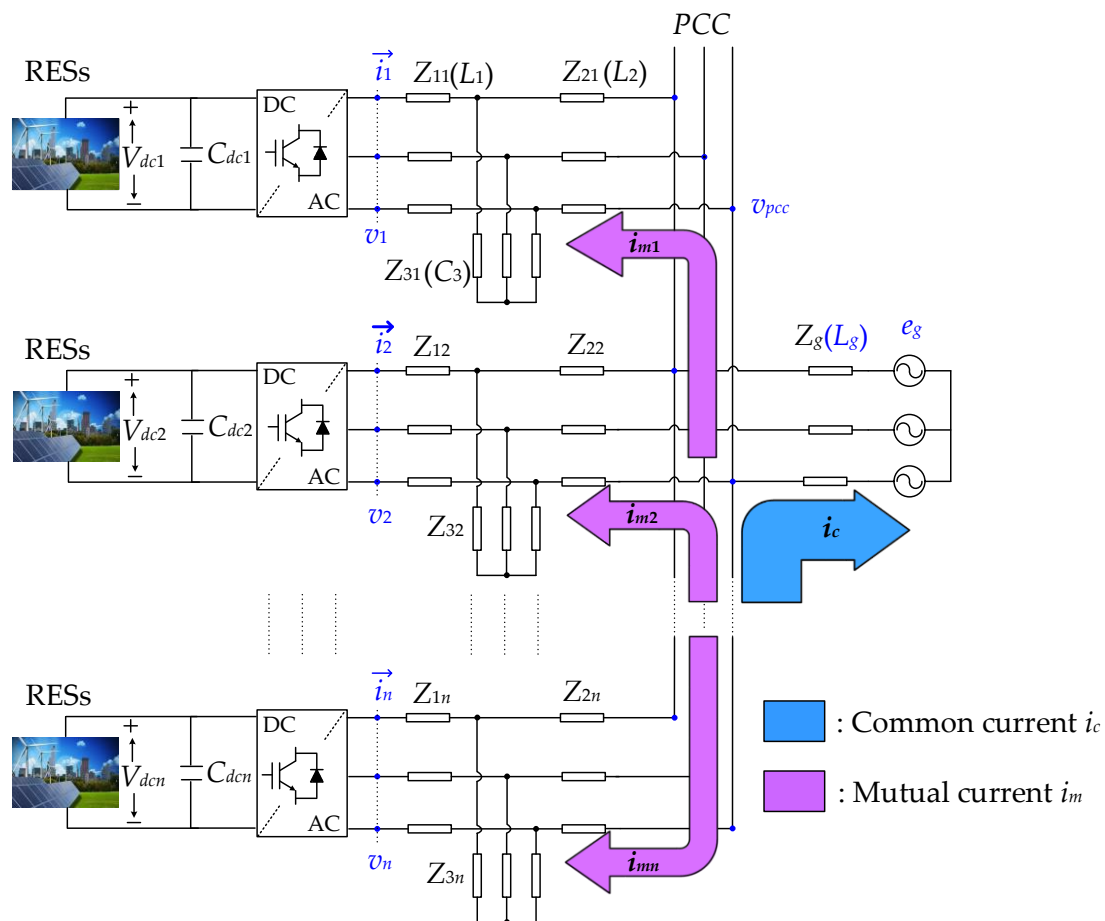 PCC
RESs
i1
Z11(L1)
Z21(L2)
DC
AC
+
Vdc1
−
Cdc1
v1
vpcc
im1
Z31(C3)
RESs
i2
Z12
Z22
Zg(Lg)
eg
DC
AC
+
Vdc2
−
Cdc2
v2
Z32
im2
ic
RESs
in
Z1n
Z2n
DC
AC
+
Vdcn
−
Cdcn
vn
Z3n
imn
: Common current ic
: Mutual current im